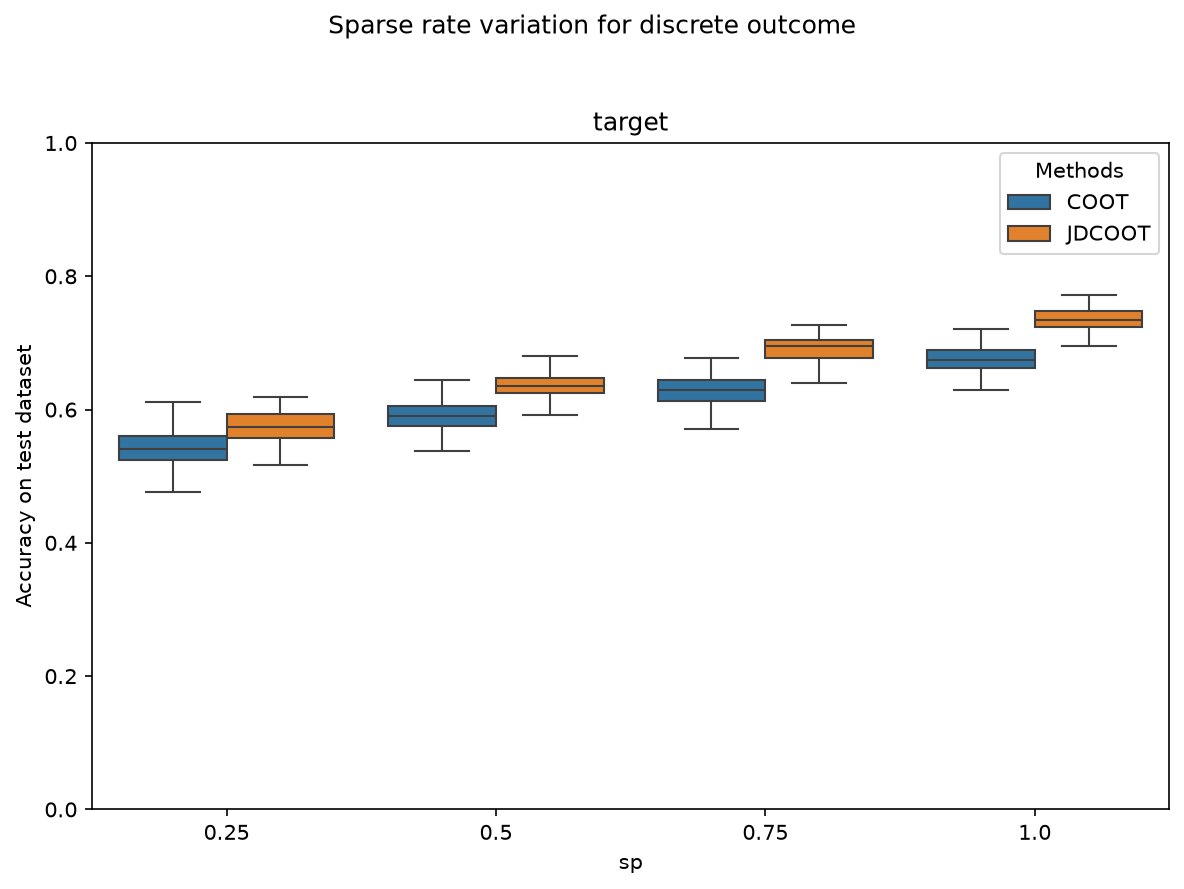 Sparse rate variation for discrete outcome
target
Methods
COOT
JDCOOT
Accuracy on test dataset
1.0
0.8
0.6
0.4
0.2
0.0
0.25 0.5 0.75 1.0
sp